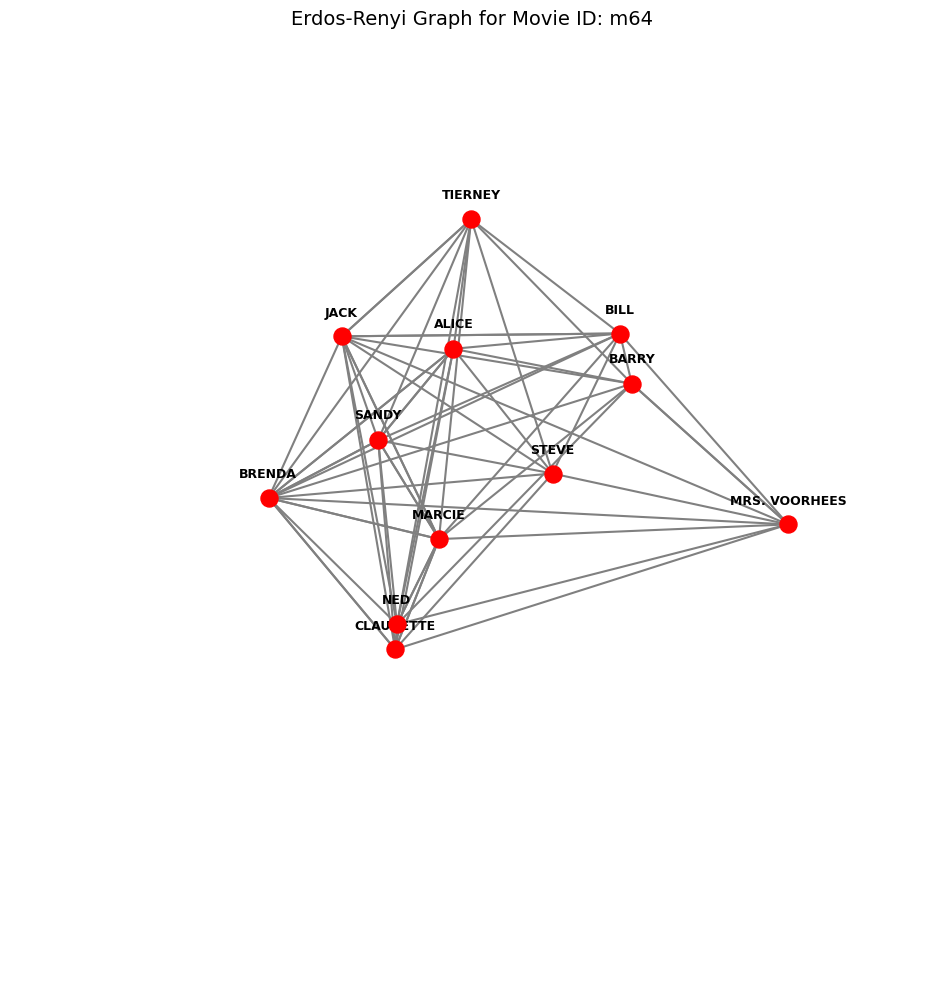 Erdos-Renyi Graph for Movie ID: m64
TIERNEY
JACK
BILL
ALICE
BARRY
SANDY
STEVE
BRENDA
MRS. VOORHEES
MARCIE
NED
CLAUDETTE